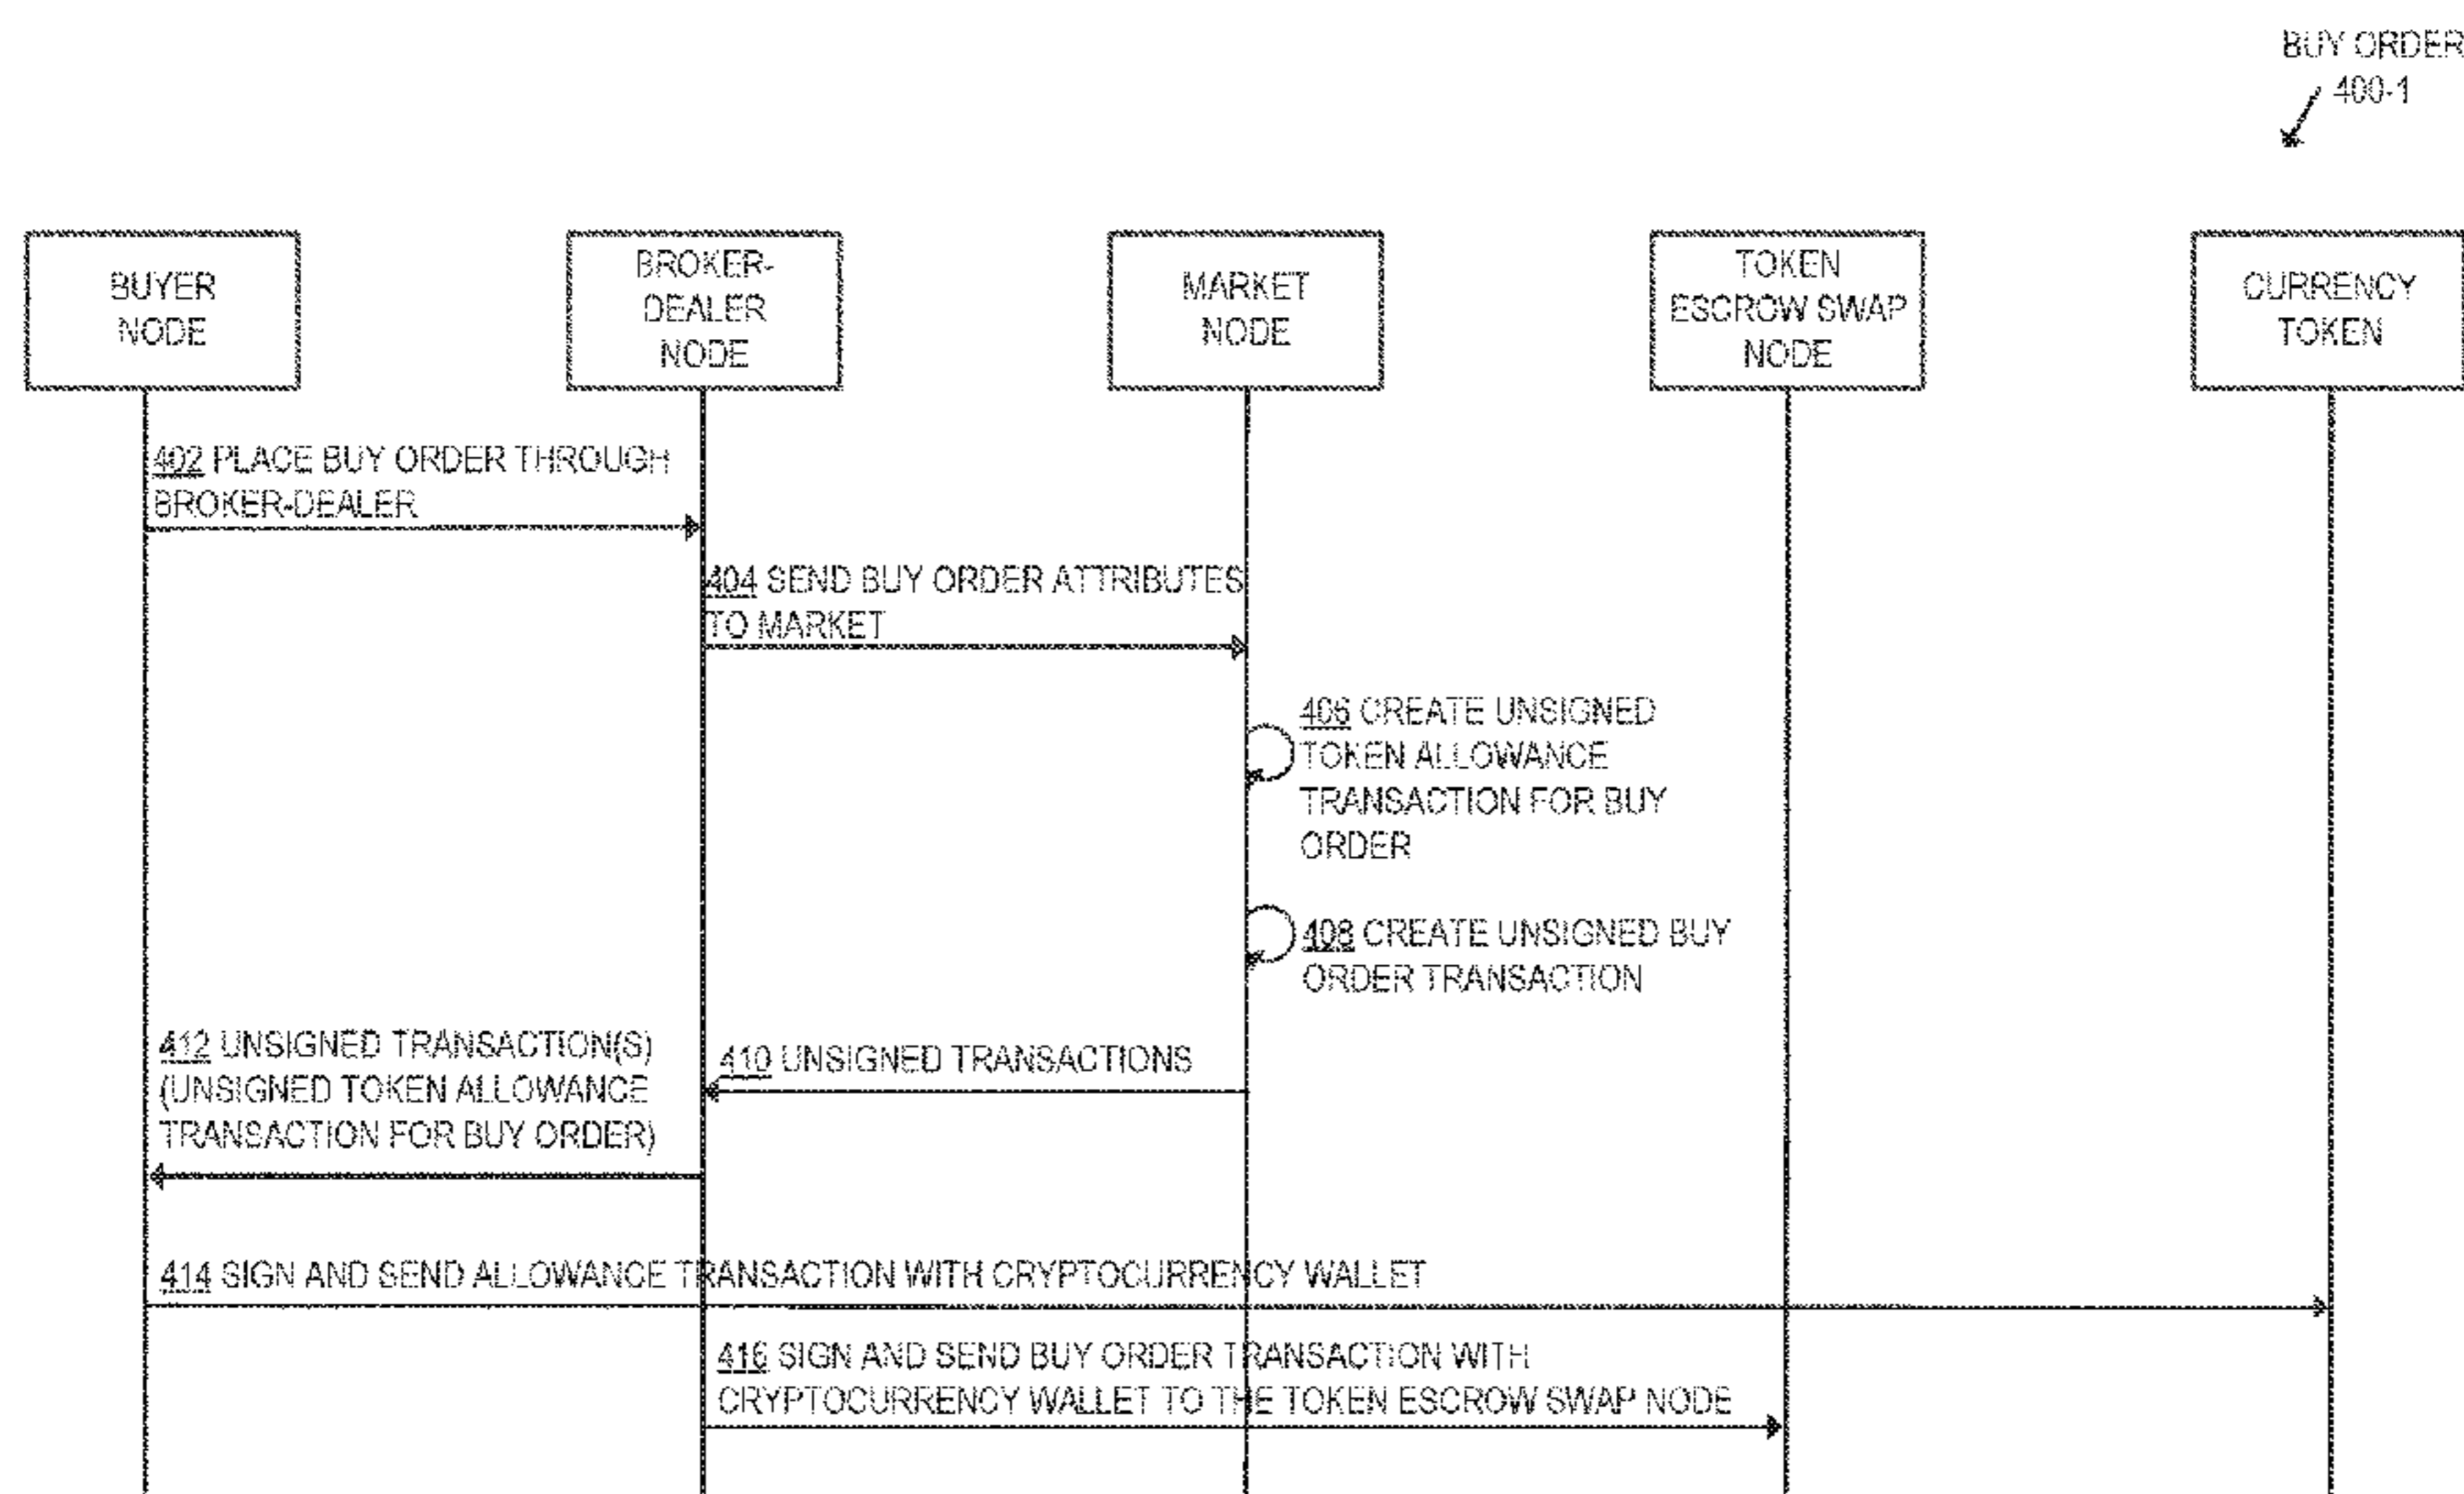 BUY ORDER
400-1
BUYER
NODE
BROKER-
DEALER
NODE
MARKET
NODE
TOKEN
ESCROW SWAP
NODE
CURRENCY
TOKEN
402 PLACE BUY ORDER THROUGH
BROKER-DEALER
404 SEND BUY ORDER ATTRIBUTES
TO MARKET
406 CREATE UNSIGNED
TOKEN ALLOWANCE
TRANSACTION FOR BUY
ORDER
408 CREATE UNSIGNED BUY
ORDER TRANSACTION
410 UNSIGNED TRANSACTIONS
412 UNSIGNED TRANSACTION(S)
(UNSIGNED TOKEN ALLOWANCE
TRANSACTION FOR BUY ORDER)
414 SIGN AND SEND ALLOWANCE TRANSACTION WITH CRYPTOCURRENCY WALLET
416 SIGN AND SEND BUY ORDER TRANSACTION WITH
CRYPTOCURRENCY WALLET TO THE TOKEN ESCROW SWAP NODE